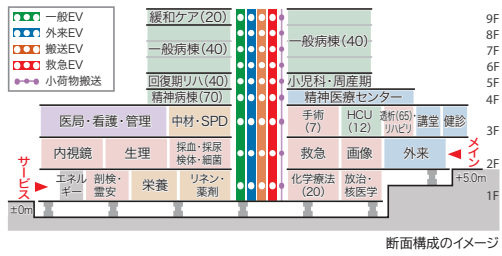 一般EV
外来EV
搬送EV
救急EV
小荷物搬送
緩和ケア(20)
一般病棟(40)
一般病棟(40)
回復期リハ(40)
小児科・周産期
精神病棟(70)
精神医療センター
医局・看護・管理
中材・SPD
手術
(7)
HCU
(12)
透析(65)・
リハビリ
講堂
健診
内視鏡
生理
採血・採尿
検体・細菌
救急
画像
外来
メイン
サービス
エネル
ギー
剖検・
霊安
栄養
リネン・
薬剤
化学療法
(20)
放治・
核医学
±0m
+5.0m
9F
8F
7F
6F
5F
4F
3F
2F
1F
断面構成のイメージ